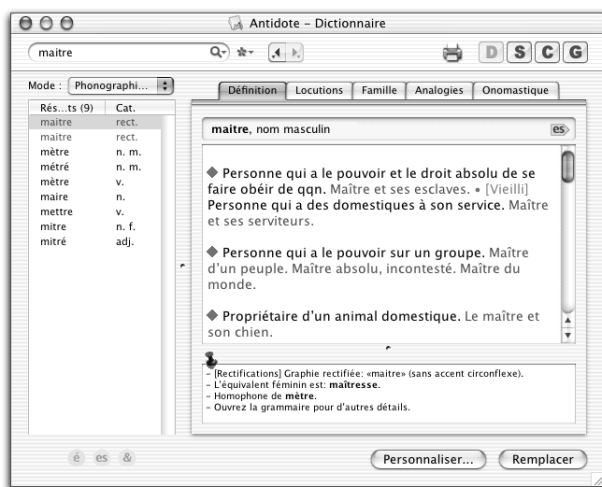 Antidote – Dictionnaire
maitre
D S C G
Mode : Phonographi...
Définition Locutions Famille Analogies Onomastique
Rés...ts (9) Cat.
maitre rect.
maitre rect.
mètre n. m.
métré n. m.
mètre v.
maire n.
mettre v.
mitre n. f.
mitré adj.
maitre, nom masculin es
◆ Personne qui a le pouvoir et le droit absolu de se
faire obéir de qqn. Maître et ses esclaves. • [Vieilli]
Personne qui a des domestiques à son service. Maître
et ses serviteurs.
◆ Personne qui a le pouvoir sur un groupe. Maître
d'un peuple. Maître absolu, incontesté. Maître du
monde.
◆ Propriétaire d'un animal domestique. Le maître et
son chien.
– [Rectifications] Graphie rectifiée: «maitre» (sans accent circonflexe).
– L'équivalent féminin est: maîtresse.
– Homophone de mètre.
– Ouvrez la grammaire pour d'autres détails.
é es &
Personnaliser... Remplacer